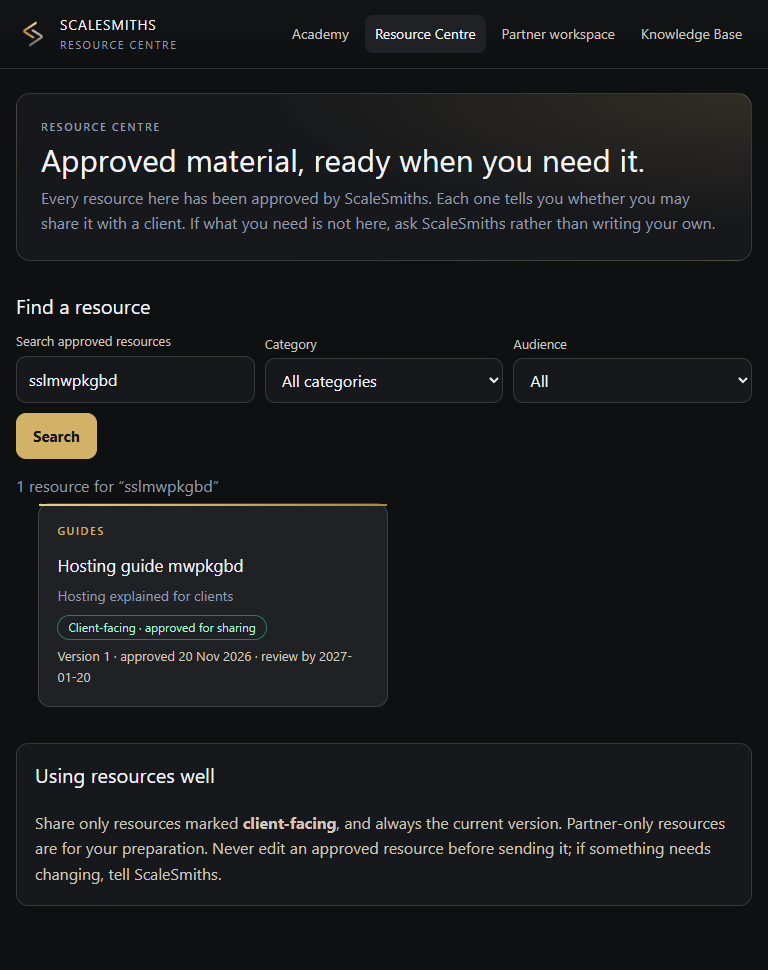 SCALESMITHS
RESOURCE CENTRE
Academy
Resource Centre
Partner workspace
Knowledge Base
RESOURCE CENTRE
Approved material, ready when you need it.
Every resource here has been approved by ScaleSmiths. Each one tells you whether you may
share it with a client. If what you need is not here, ask ScaleSmiths rather than writing your own.
Find a resource
Search approved resources
Category
Audience
sslmwpkgbd
All categories
All
Search
1 resource for “sslmwpkgbd”
GUIDES
Hosting guide mwpkgbd
Hosting explained for clients
Client-facing · approved for sharing
Version 1 · approved 20 Nov 2026 · review by 2027-
01-20
Using resources well
Share only resources marked client-facing, and always the current version. Partner-only resources
are for your preparation. Never edit an approved resource before sending it; if something needs
changing, tell ScaleSmiths.